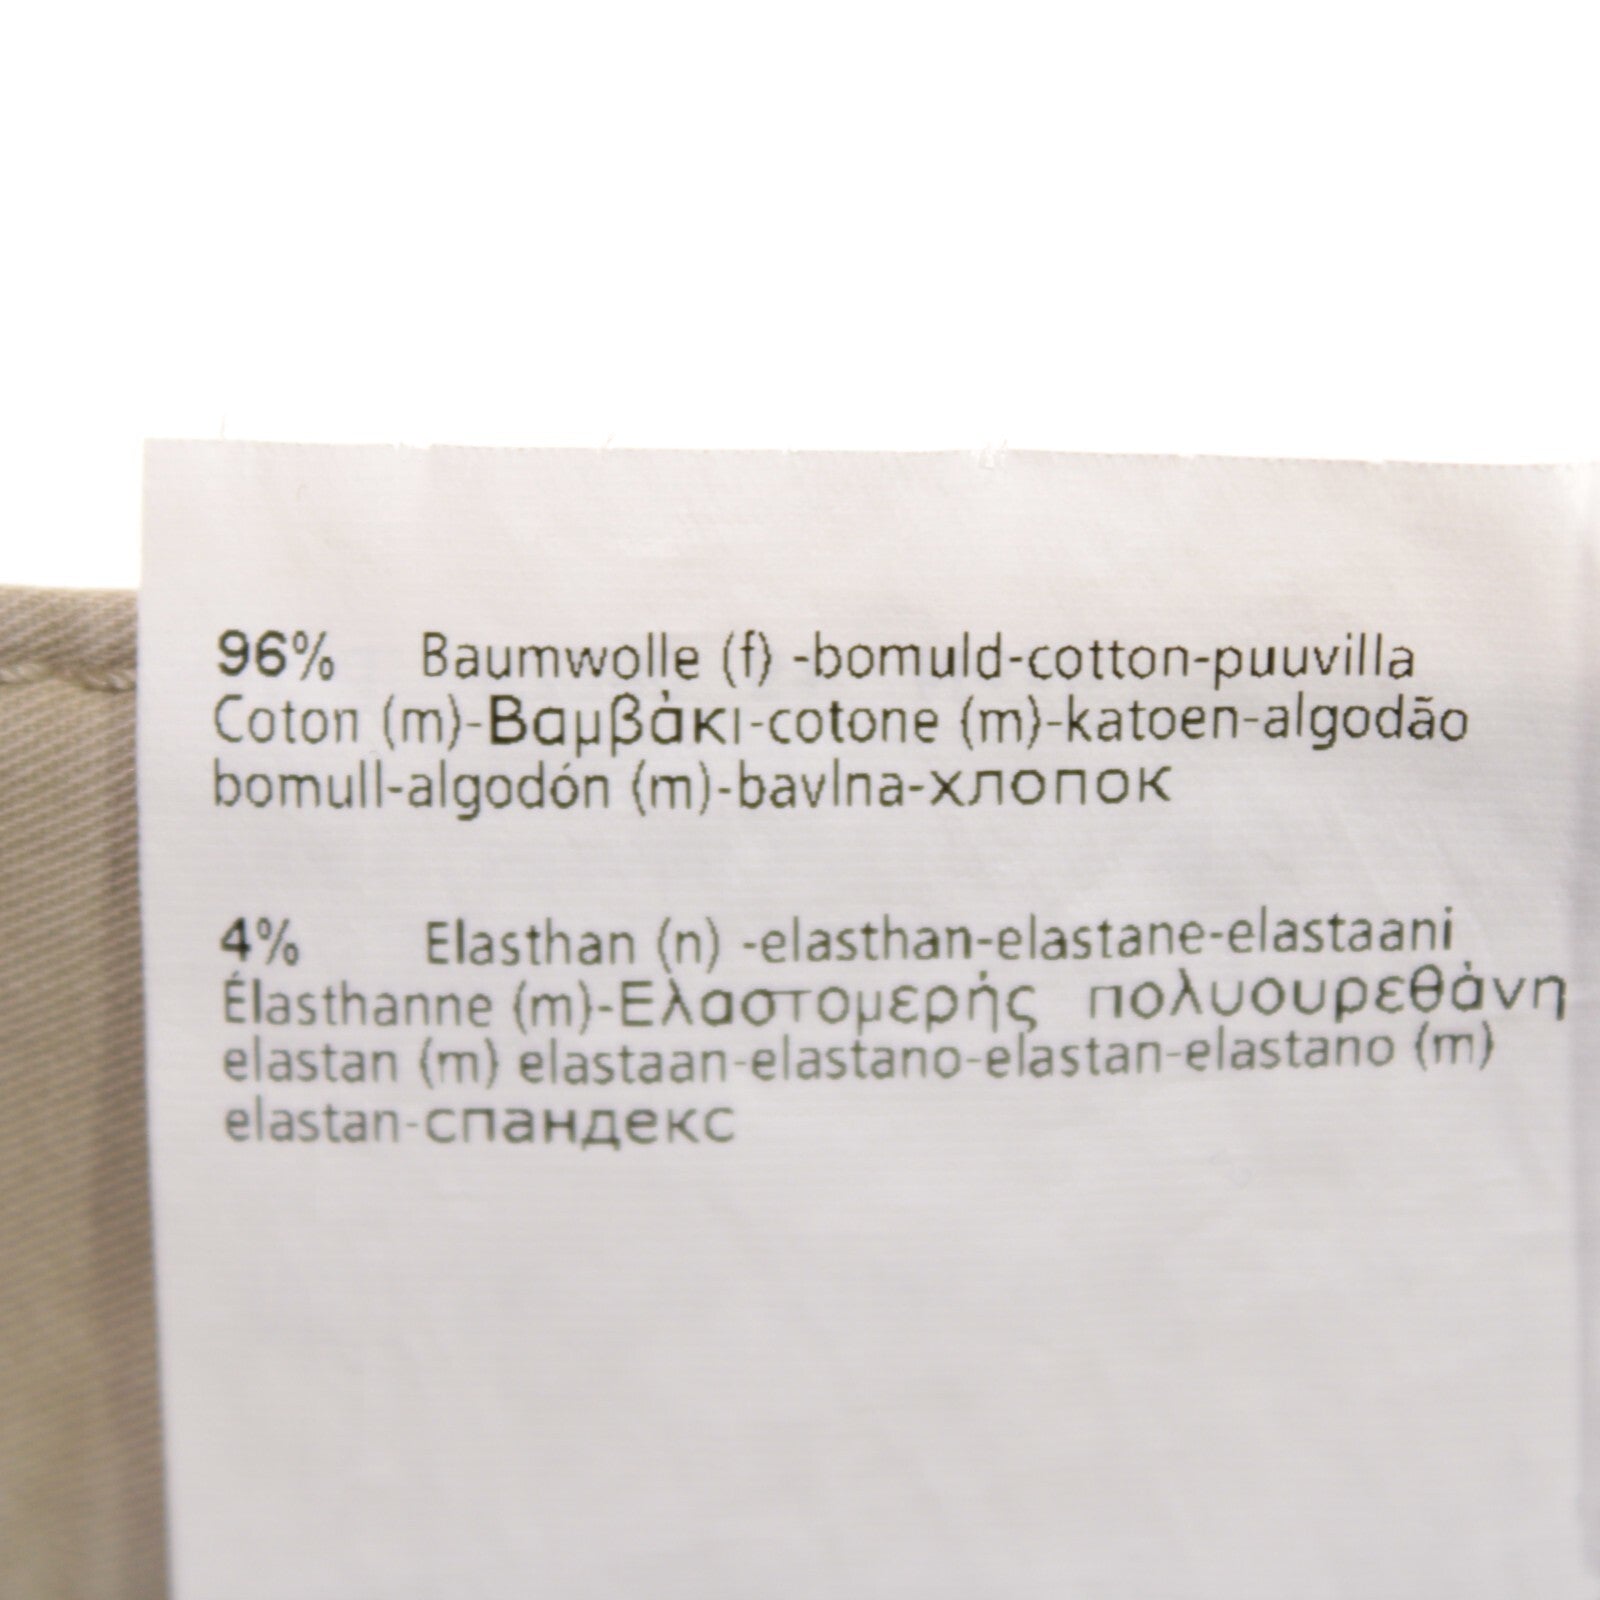 96% Baumwolle (f) -bomuld-cotton-puuvilla
Coton (m)-Βαμβάκι-cotone (m)-katoen-algodão
bomull-algodón (m)-bavlna-хлопок
4% Elasthan (n) -elasthan-elastane-elastaani
Élasthanne (m)-Ελαστομερής πολυουρεθάνη
elastan (m) elastaan-elastano-elastan-elastano (m)
elastan-спандекс